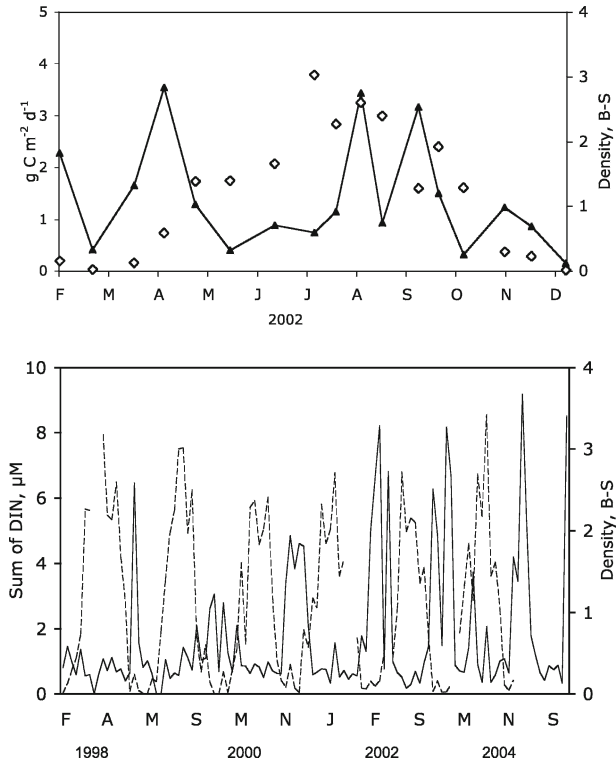 5 4
4
3
3
2
2
1
1
0 0
g C m⁻² d⁻¹
Density, B-S
F M A M J J A S O N D
2002
10 4
8 3
6
2
4
1
2
0 0
Sum of DIN, µM
Density, B-S
F A M S M N J S F A N S M N S
1998 2000 2002 2004